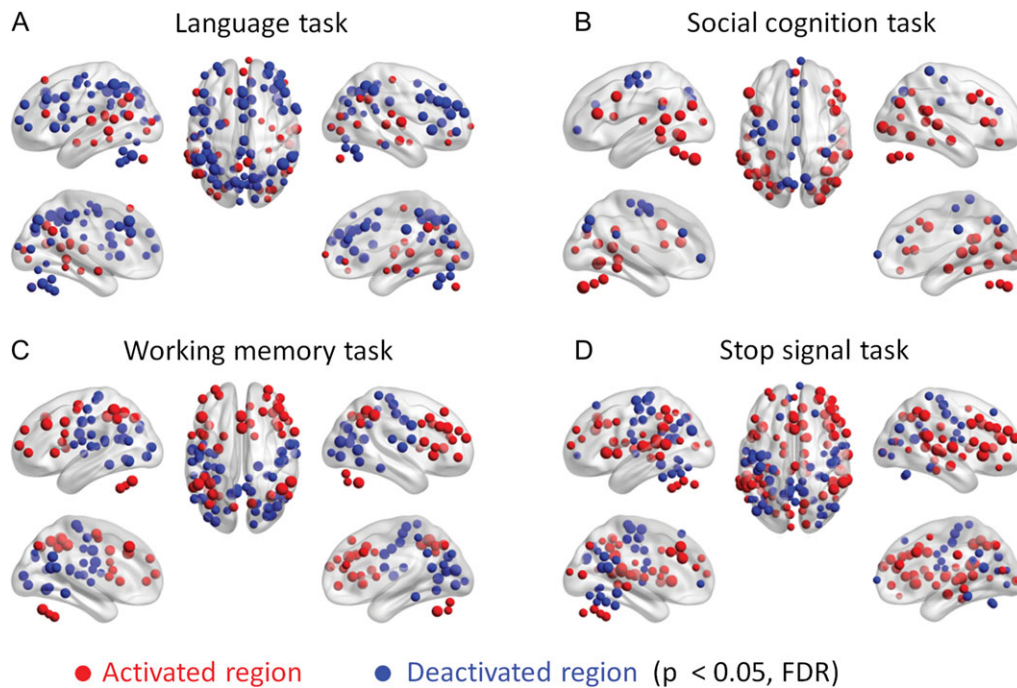 A Language task
B Social cognition task
C Working memory task
D Stop signal task
Activated region Deactivated region (p < 0.05, FDR)